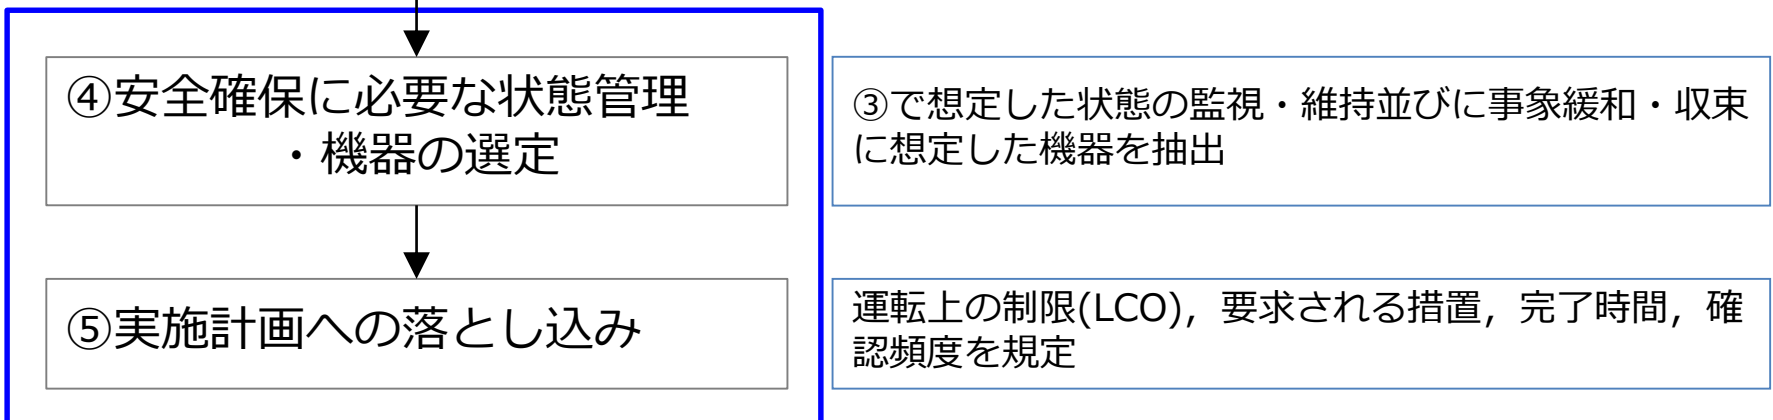 ④安全確保に必要な状態管理
・機器の選定
③で想定した状態の監視・維持並びに事象緩和・収束
に想定した機器を抽出
⑤実施計画への落とし込み
運転上の制限(LCO)，要求される措置，完了時間，確
認頻度を規定